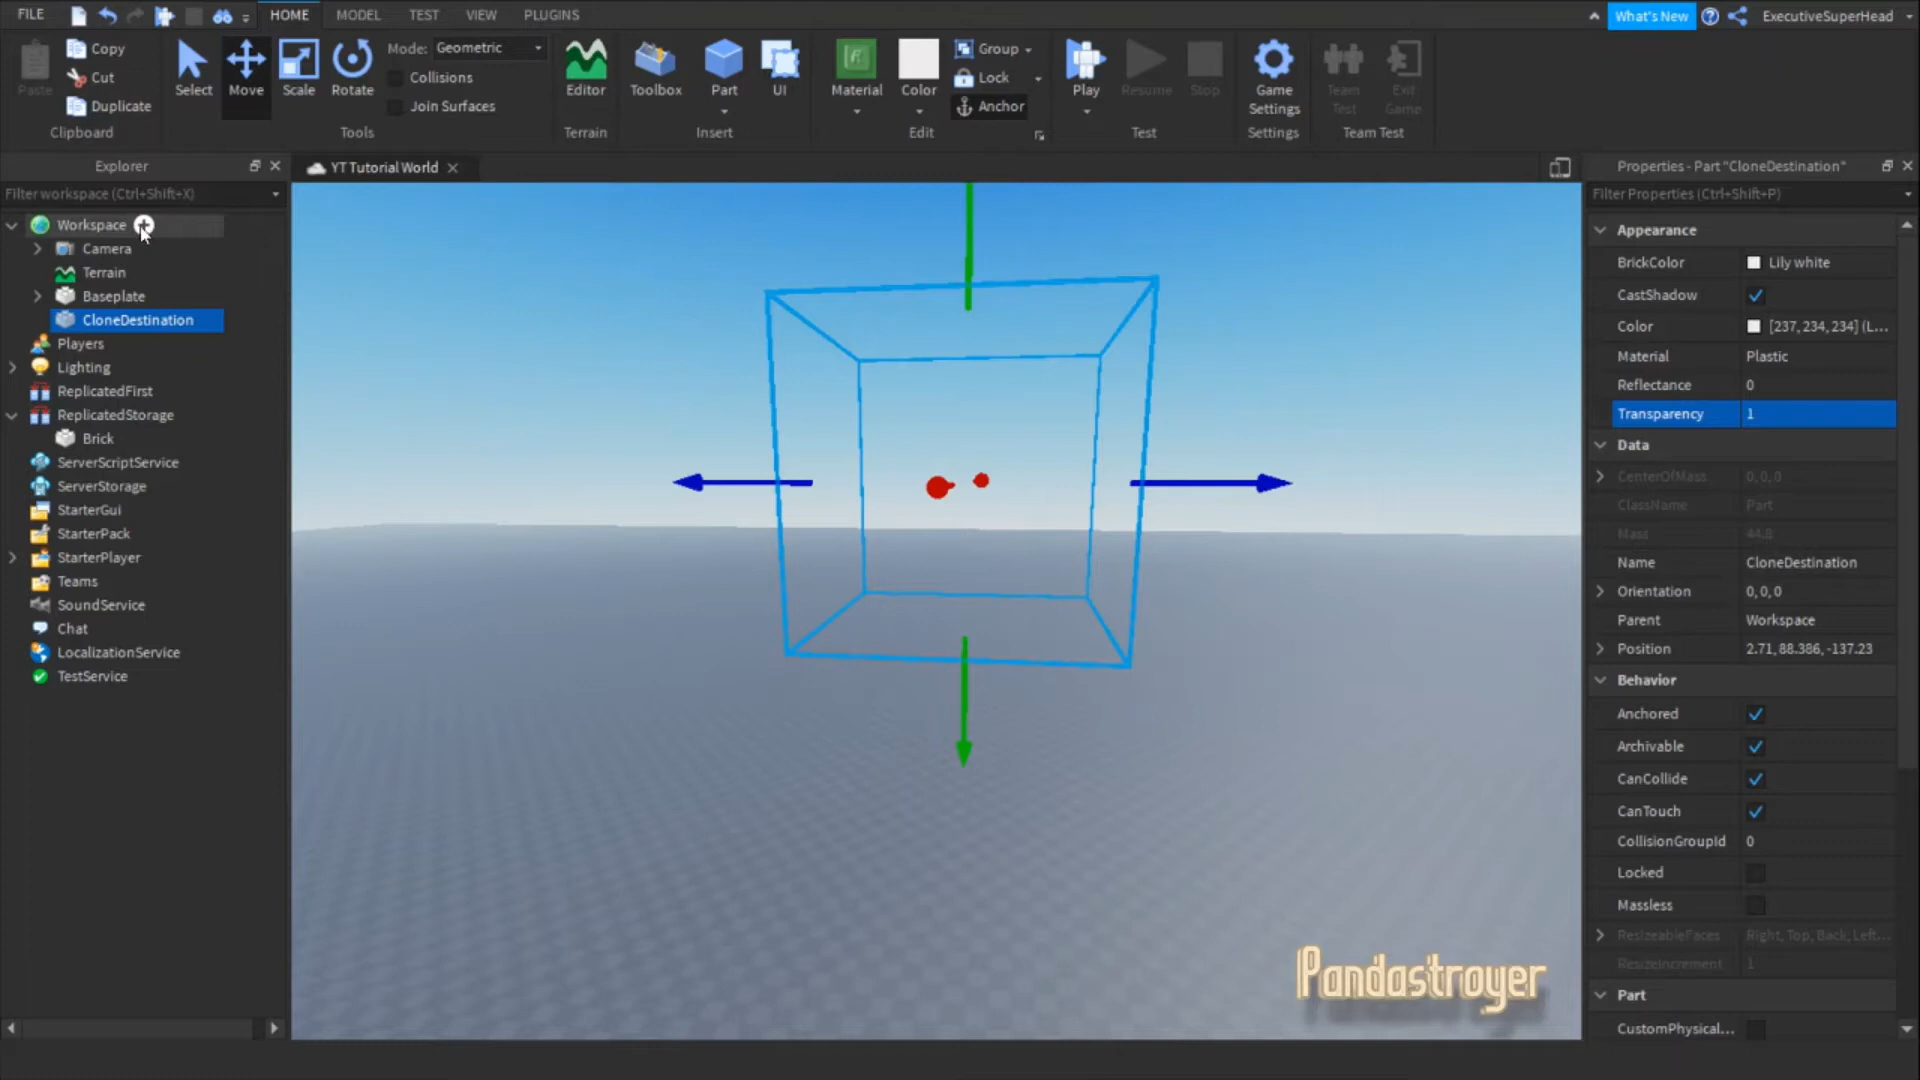 FILE HOME MODEL TEST VIEW PLUGINS What's New ExecutiveSuperHead
Paste Copy Cut Duplicate
Clipboard
Select Move Scale Rotate
Mode: Geometric
Collisions
Join Surfaces
Tools
Editor
Terrain
Toolbox Part UI
Insert
Material Color
Group
Lock
Anchor
Edit
Play Resume Stop
Test
Game Settings
Settings
Team Test Exit Game
Team Test
Explorer
Filter workspace (Ctrl+Shift+X)
Workspace
Camera
Terrain
Baseplate
CloneDestination
Players
Lighting
ReplicatedFirst
ReplicatedStorage
Brick
ServerScriptService
ServerStorage
StarterGui
StarterPack
StarterPlayer
Teams
SoundService
Chat
LocalizationService
TestService
YT Tutorial World
Pandastroyer
Properties - Part "CloneDestination"
Filter Properties (Ctrl+Shift+P)
Appearance
BrickColor Lily white
CastShadow
Color [237, 234, 234] (L...
Material Plastic
Reflectance 0
Transparency 1
Data
CenterOfMass 0, 0, 0
ClassName Part
Mass 44.8
Name CloneDestination
Orientation 0, 0, 0
Parent Workspace
Position 2.71, 88.386, -137.23
Behavior
Anchored
Archivable
CanCollide
CanTouch
CollisionGroupId 0
Locked
Massless
ResizeableFaces Right, Top, Back, Left...
ResizeIncrement 1
Part
CustomPhysical...